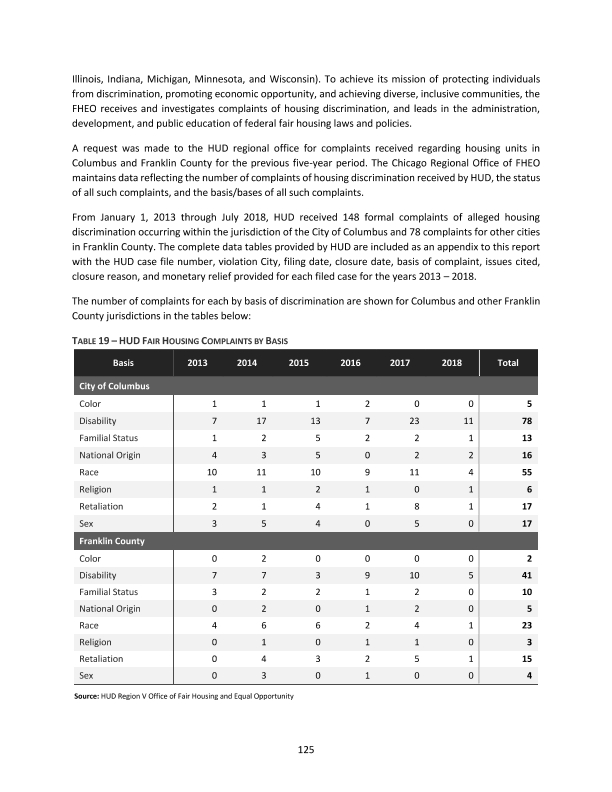 Illinois, Indiana, Michigan, Minnesota, and Wisconsin). To achieve its mission of protecting individuals
from discrimination, promoting economic opportunity, and achieving diverse, inclusive communities, the
FHEO receives and investigates complaints of housing discrimination, and leads in the administration,
development, and public education of federal fair housing laws and policies.
A request was made to the HUD regional office for complaints received regarding housing units in
Columbus and Franklin County for the previous five-year period. The Chicago Regional Office of FHEO
maintains data reflecting the number of complaints of housing discrimination received by HUD, the status
of all such complaints, and the basis/bases of all such complaints.
From January 1, 2013 through July 2018, HUD received 148 formal complaints of alleged housing
discrimination occurring within the jurisdiction of the City of Columbus and 78 complaints for other cities
in Franklin County. The complete data tables provided by HUD are included as an appendix to this report
with the HUD case file number, violation City, filing date, closure date, basis of complaint, issues cited,
closure reason, and monetary relief provided for each filed case for the years 2013 – 2018.
The number of complaints for each by basis of discrimination are shown for Columbus and other Franklin
County jurisdictions in the tables below:
TABLE 19 – HUD FAIR HOUSING COMPLAINTS BY BASIS
Basis 2013 2014 2015 2016 2017 2018 Total
City of Columbus
Color 1 1 1 2 0 0 5
Disability 7 17 13 7 23 11 78
Familial Status 1 2 5 2 2 1 13
National Origin 4 3 5 0 2 2 16
Race 10 11 10 9 11 4 55
Religion 1 1 2 1 0 1 6
Retaliation 2 1 4 1 8 1 17
Sex 3 5 4 0 5 0 17
Franklin County
Color 0 2 0 0 0 0 2
Disability 7 7 3 9 10 5 41
Familial Status 3 2 2 1 2 0 10
National Origin 0 2 0 1 2 0 5
Race 4 6 6 2 4 1 23
Religion 0 1 0 1 1 0 3
Retaliation 0 4 3 2 5 1 15
Sex 0 3 0 1 0 0 4
Source: HUD Region V Office of Fair Housing and Equal Opportunity
125